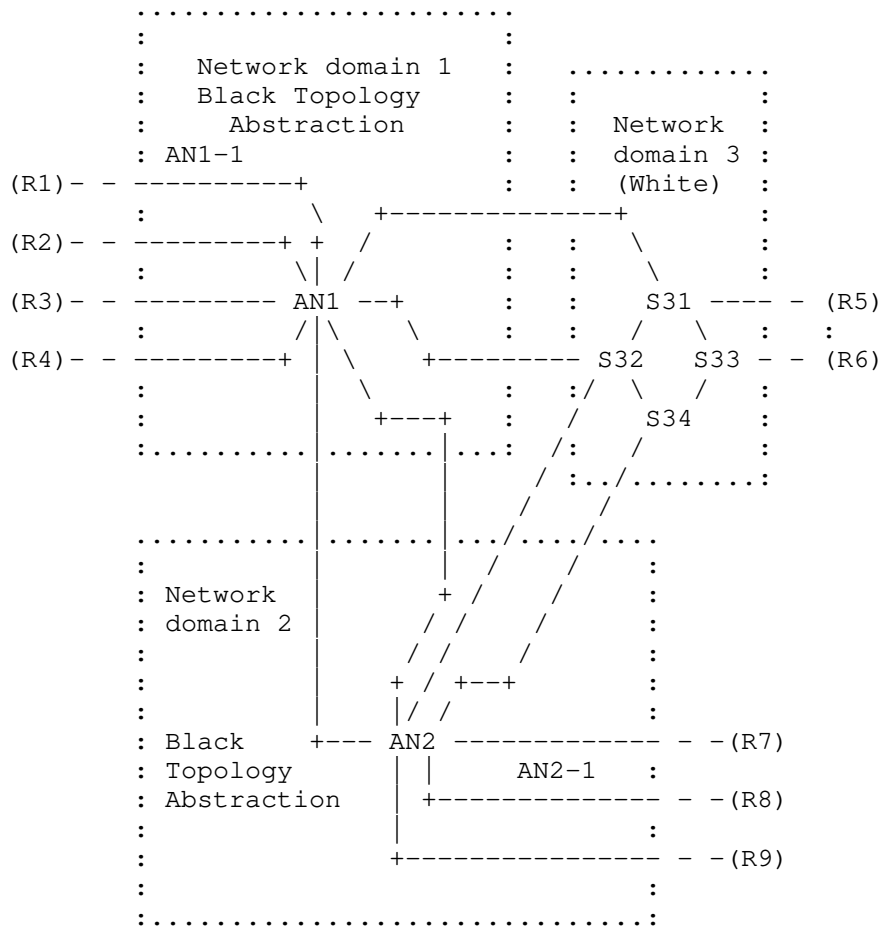 Network domain 1
Black Topology
Abstraction
Network
AN1-1
domain 3
(R1)
(White)
(R2)
S31
(R3)
AN1
(R5)
(R4)
S32
S33
(R6)
S34
Network
domain 2
Black
AN2
(R7)
Topology
AN2-1
Abstraction
(R8)
(R9)